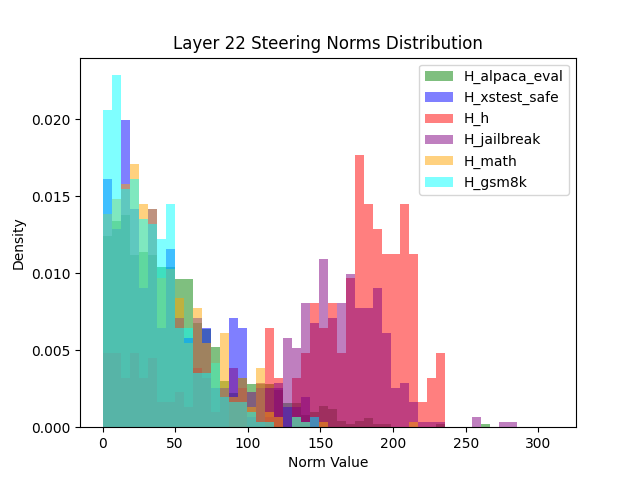 Layer 22 Steering Norms Distribution
H_alpaca_eval
H_xstest_safe
H_h
H_jailbreak
H_math
H_gsm8k
0.020
0.015
0.010
0.005
0.000
Density
0 50 100 150 200 250 300
Norm Value